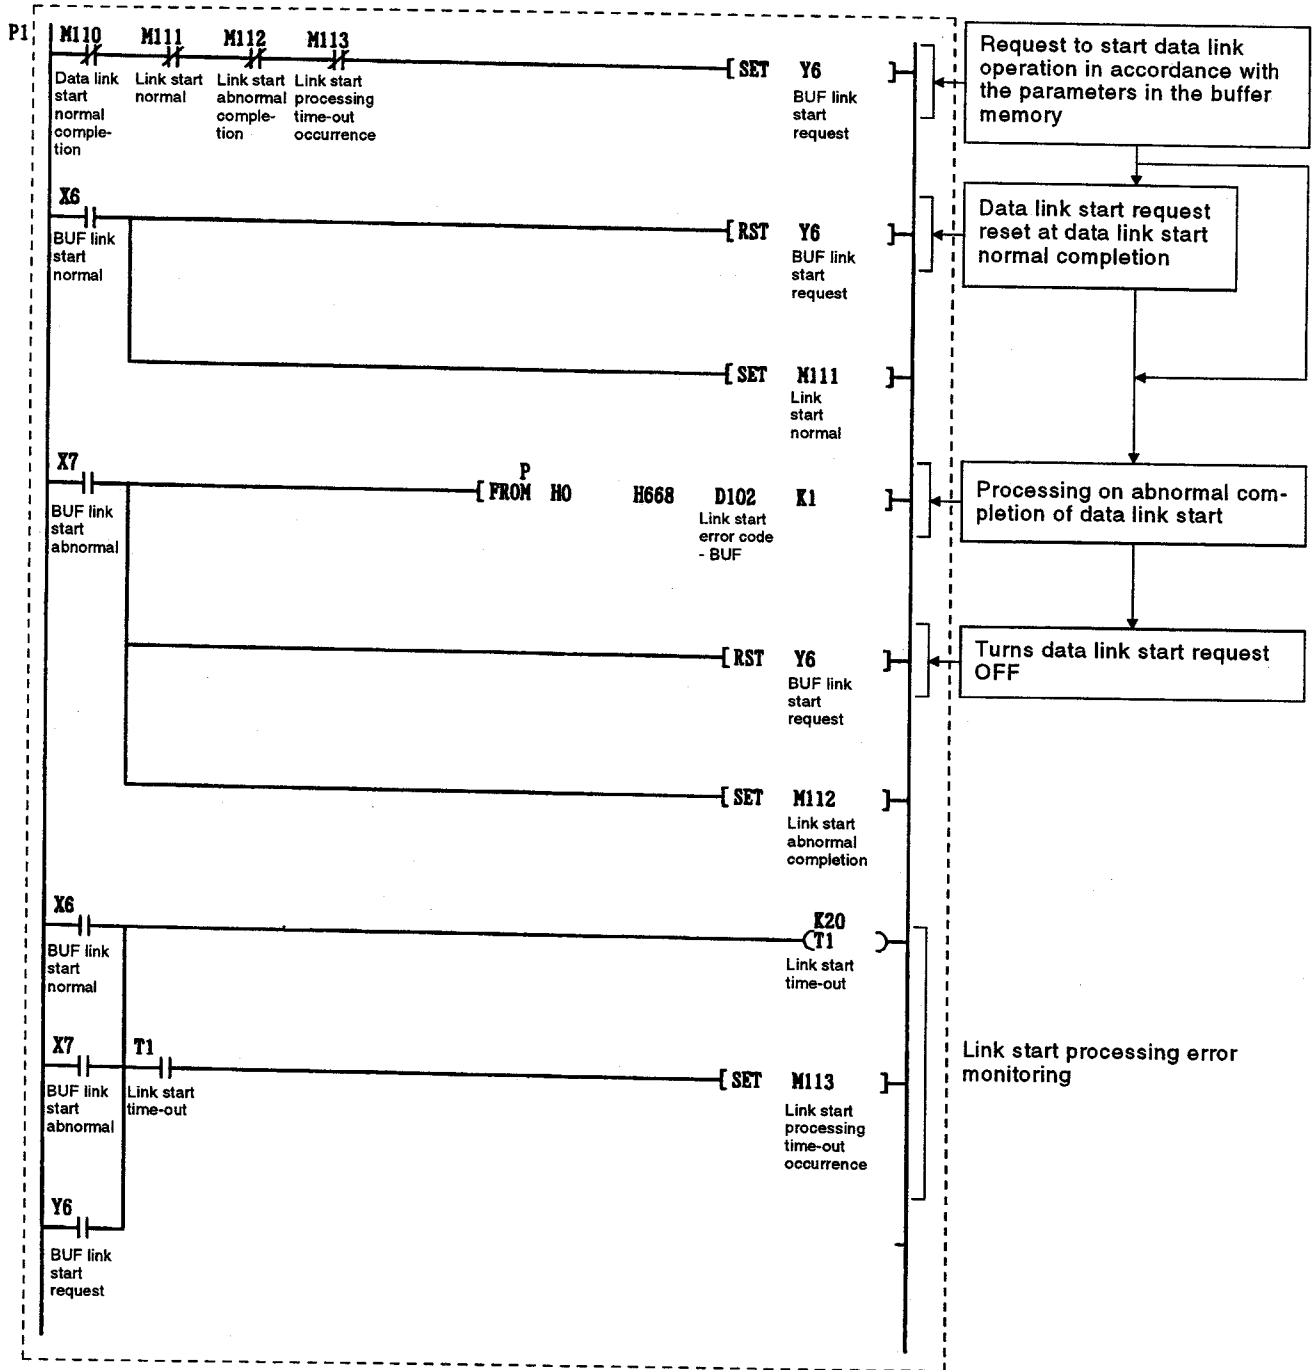 P1
M110 M111 M112 M113
Data link
start
normal
comple-
tion
Link start
normal
Link start
abnormal
comple-
tion
Link start
processing
time-out
occurrence
[ SET Y6 ]
BUF link
start
request
Request to start data link
operation in accordance with
the parameters in the buffer
memory
X6
BUF link
start
normal
[ RST Y6 ]
BUF link
start
request
Data link start request
reset at data link start
normal completion
[ SET M111 ]
Link
start
normal
X7
BUF link
start
abnormal
P
[ FROM H0 H668 D102 K1 ]
Link start
error code
- BUF
Processing on abnormal com-
pletion of data link start
[ RST Y6 ]
BUF link
start
request
Turns data link start request
OFF
[ SET M112 ]
Link start
abnormal
completion
X6
BUF link
start
normal
K20
(T1 )
Link start
time-out
X7
BUF link
start
abnormal
T1
Link start
time-out
[ SET M113 ]
Link start
processing
time-out
occurrence
Link start processing error
monitoring
Y6
BUF link
start
request